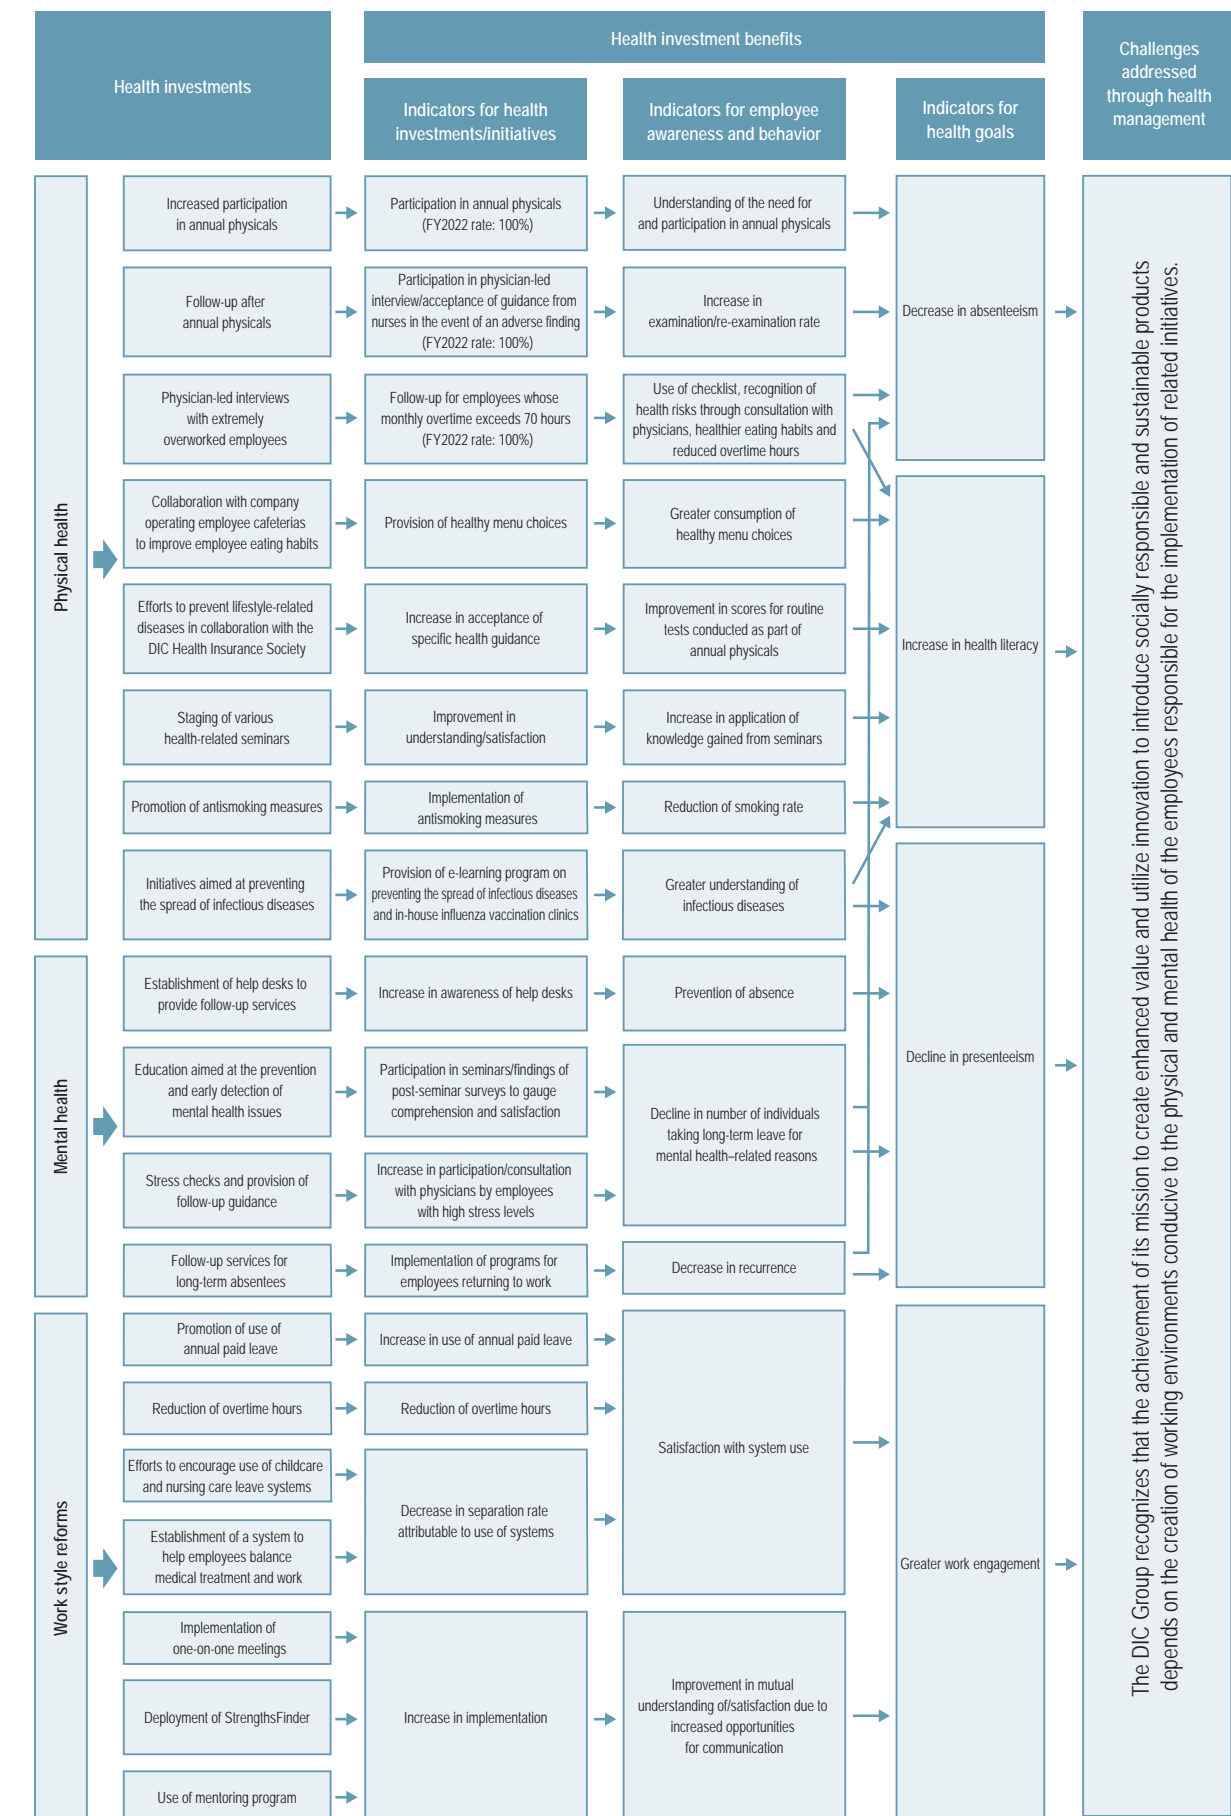 Health investments
Health investment benefits
Challenges
addressed
through health
management
Indicators for health
investments/initiatives
Indicators for employee
awareness and behavior
Indicators for
health goals
Physical health
Increased participation
in annual physicals
Participation in annual physicals
(FY2022 rate: 100%)
Understanding of the need for
and participation in annual physicals
Follow-up after
annual physicals
Participation in physician-led
interview/acceptance of guidance from
nurses in the event of an adverse finding
(FY2022 rate: 100%)
Increase in
examination/re-examination rate
Decrease in absenteeism
Physician-led interviews
with extremely
overworked employees
Follow-up for employees whose
monthly overtime exceeds 70 hours
(FY2022 rate: 100%)
Use of checklist, recognition of
health risks through consultation with
physicians, healthier eating habits and
reduced overtime hours
Collaboration with company
operating employee cafeterias
to improve employee eating habits
Provision of healthy menu choices
Greater consumption of
healthy menu choices
Efforts to prevent lifestyle-related
diseases in collaboration with the
DIC Health Insurance Society
Increase in acceptance of
specific health guidance
Improvement in scores for routine
tests conducted as part of
annual physicals
Increase in health literacy
Staging of various
health-related seminars
Improvement in
understanding/satisfaction
Increase in application of
knowledge gained from seminars
Promotion of antismoking measures
Implementation of
antismoking measures
Reduction of smoking rate
Initiatives aimed at preventing
the spread of infectious diseases
Provision of e-learning program on
preventing the spread of infectious diseases
and in-house influenza vaccination clinics
Greater understanding of
infectious diseases
Mental health
Establishment of help desks to
provide follow-up services
Increase in awareness of help desks
Prevention of absence
Education aimed at the prevention
and early detection of
mental health issues
Participation in seminars/findings of
post-seminar surveys to gauge
comprehension and satisfaction
Decline in number of individuals
taking long-term leave for
mental health–related reasons
Decline in presenteeism
Stress checks and provision of
follow-up guidance
Increase in participation/consultation
with physicians by employees
with high stress levels
Follow-up services for
long-term absentees
Implementation of programs for
employees returning to work
Decrease in recurrence
Work style reforms
Promotion of use of
annual paid leave
Increase in use of annual paid leave
Reduction of overtime hours
Reduction of overtime hours
Satisfaction with system use
Efforts to encourage use of childcare
and nursing care leave systems
Decrease in separation rate
attributable to use of systems
Establishment of a system to
help employees balance
medical treatment and work
Greater work engagement
Implementation of
one-on-one meetings
Deployment of StrengthsFinder
Increase in implementation
Improvement in mutual
understanding of/satisfaction due to
increased opportunities
for communication
Use of mentoring program
The DIC Group recognizes that the achievement of its mission to create enhanced value and utilize innovation to introduce socially responsible and sustainable products
depends on the creation of working environments conducive to the physical and mental health of the employees responsible for the implementation of related initiatives.